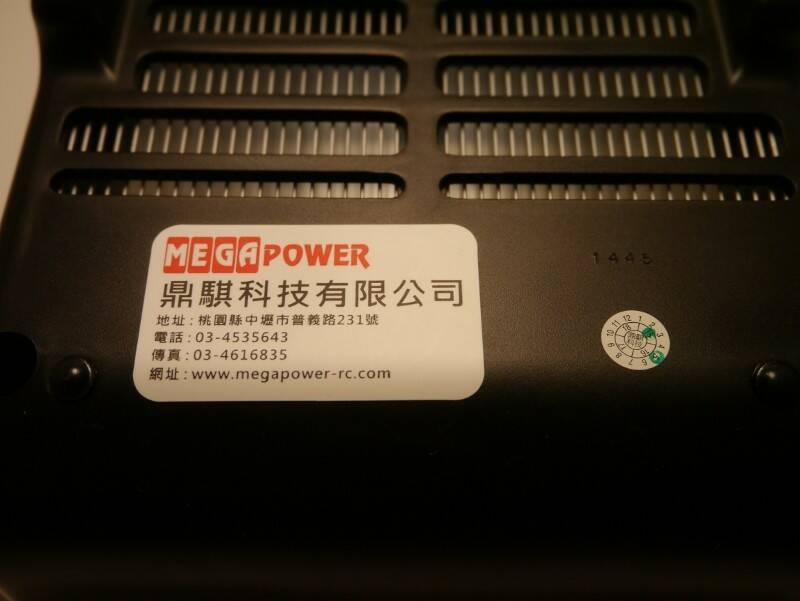 MEGAPOWER
鼎騏科技有限公司
地址：桃園縣中壢市普義路231號
電話：03-4535643
傳真：03-4616835
網址：www.megapower-rc.com
1445